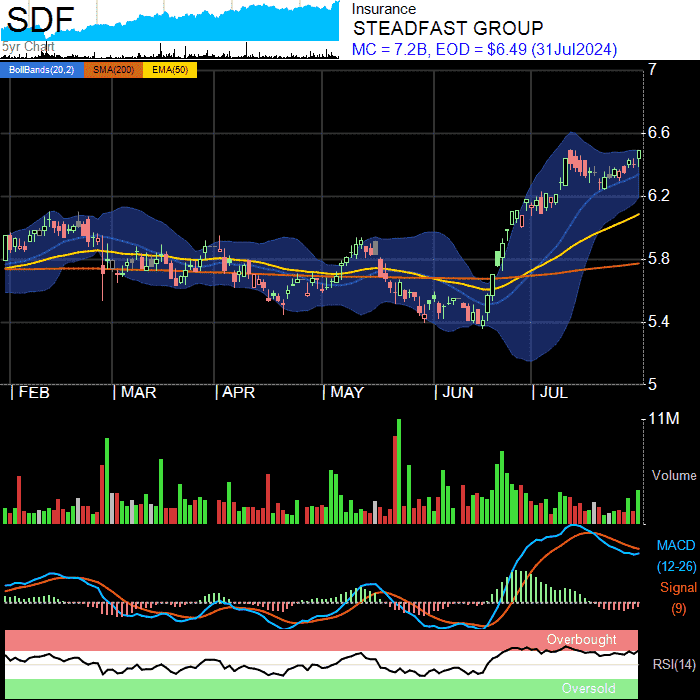 SDF
5yr Chart
Insurance
STEADFAST GROUP
MC = 7.2B, EOD = $6.49 (31Jul2024)
BollBands(20,2) SMA(200) EMA(50)
7
6.6
6.2
5.8
5.4
5
FEB MAR APR MAY JUN JUL
11M
Volume
MACD
(12-26)
Signal
(9)
Overbought
RSI(14)
Oversold